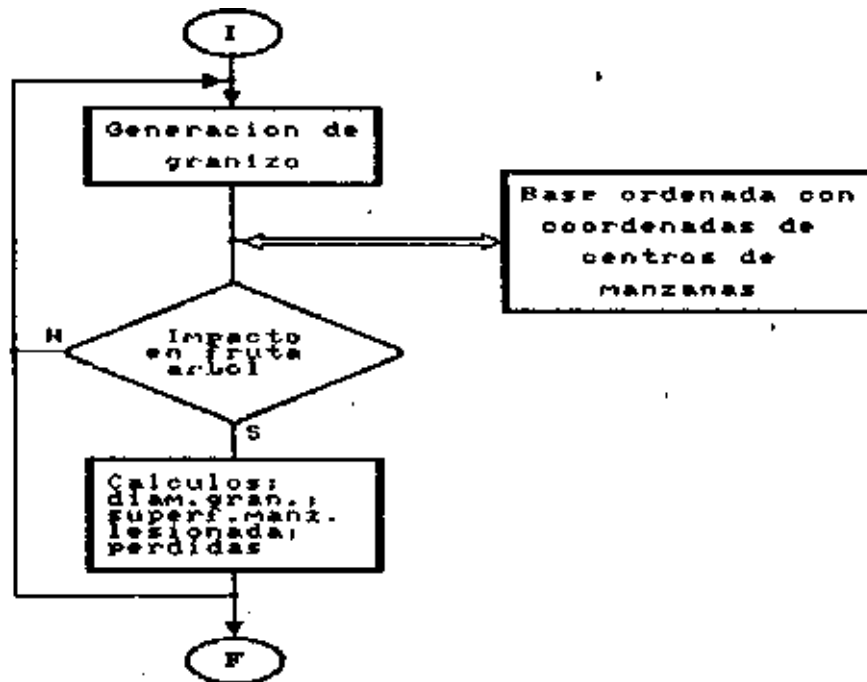 I
Generacion de
granizo
Base ordenada con
coordenadas de
centros de
manzanas
N
Impacto
en fruta
arbol
S
Calculos:
diam.gran.;
superf.manz.
lesionada;
perdidas
F